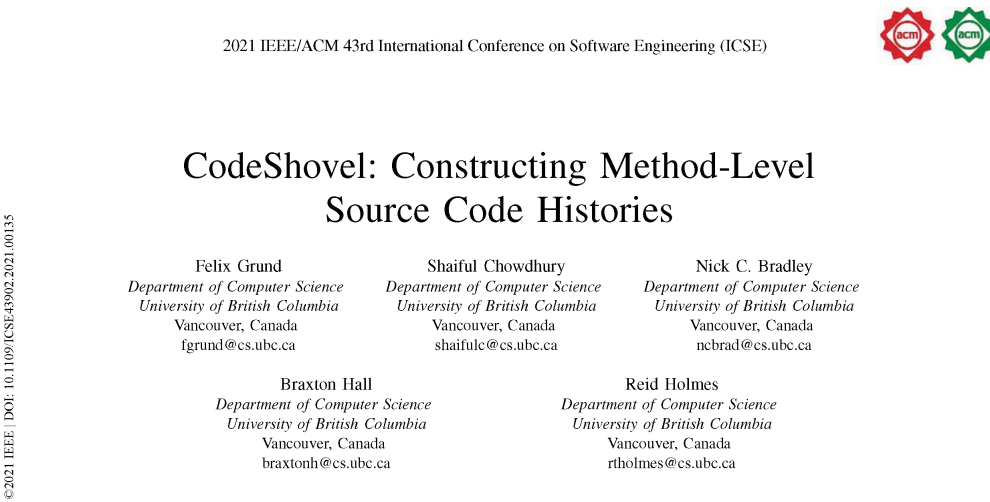 2021 IEEE/ACM 43rd International Conference on Software Engineering (ICSE)
acm
acm
CodeShovel: Constructing Method-Level
Source Code Histories
Felix Grund
Department of Computer Science
University of British Columbia
Vancouver, Canada
fgrund@cs.ubc.ca
Shaiful Chowdhury
Department of Computer Science
University of British Columbia
Vancouver, Canada
shaifulc@cs.ubc.ca
Nick C. Bradley
Department of Computer Science
University of British Columbia
Vancouver, Canada
ncbrad@cs.ubc.ca
Braxton Hall
Department of Computer Science
University of British Columbia
Vancouver, Canada
braxtonh@cs.ubc.ca
Reid Holmes
Department of Computer Science
University of British Columbia
Vancouver, Canada
rtholmes@cs.ubc.ca
©2021 IEEE | DOI: 10.1109/ICSE43902.2021.00135